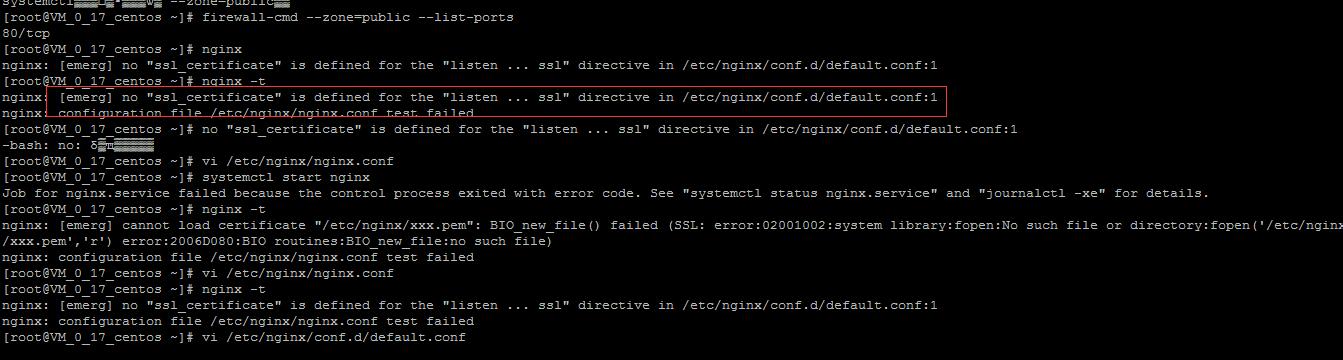 --zone=public
[root@VM_0_17_centos ~]# firewall-cmd --zone=public --list-ports
80/tcp
[root@VM_0_17_centos ~]# nginx
nginx: [emerg] no "ssl_certificate" is defined for the "listen ... ssl" directive in /etc/nginx/conf.d/default.conf:1
[root@VM_0_17_centos ~]# nginx -t
nginx: [emerg] no "ssl_certificate" is defined for the "listen ... ssl" directive in /etc/nginx/conf.d/default.conf:1
nginx: configuration file /etc/nginx/nginx.conf test failed
[root@VM_0_17_centos ~]# no "ssl_certificate" is defined for the "listen ... ssl" directive in /etc/nginx/conf.d/default.conf:1
-bash: no:
[root@VM_0_17_centos ~]# vi /etc/nginx/nginx.conf
[root@VM_0_17_centos ~]# systemctl start nginx
Job for nginx.service failed because the control process exited with error code. See "systemctl status nginx.service" and "journalctl -xe" for details.
[root@VM_0_17_centos ~]# nginx -t
nginx: [emerg] cannot load certificate "/etc/nginx/xxx.pem": BIO_new_file() failed (SSL: error:02001002:system library:fopen:No such file or directory:fopen('/etc/nginx
/xxx.pem','r') error:2006D080:BIO routines:BIO_new_file:no such file)
nginx: configuration file /etc/nginx/nginx.conf test failed
[root@VM_0_17_centos ~]# vi /etc/nginx/nginx.conf
[root@VM_0_17_centos ~]# nginx -t
nginx: [emerg] no "ssl_certificate" is defined for the "listen ... ssl" directive in /etc/nginx/conf.d/default.conf:1
nginx: configuration file /etc/nginx/nginx.conf test failed
[root@VM_0_17_centos ~]# vi /etc/nginx/conf.d/default.conf